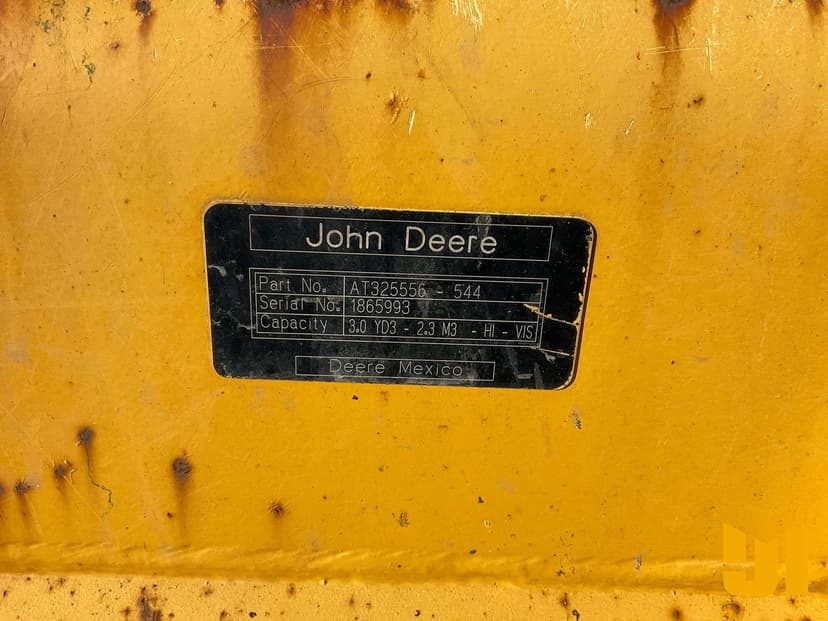 John Deere
Part No. AT325556 - 544
Serial No. 1865993
Capacity 3.0 YD3 - 2.3 M3 - HI - VIS
Deere Mexico